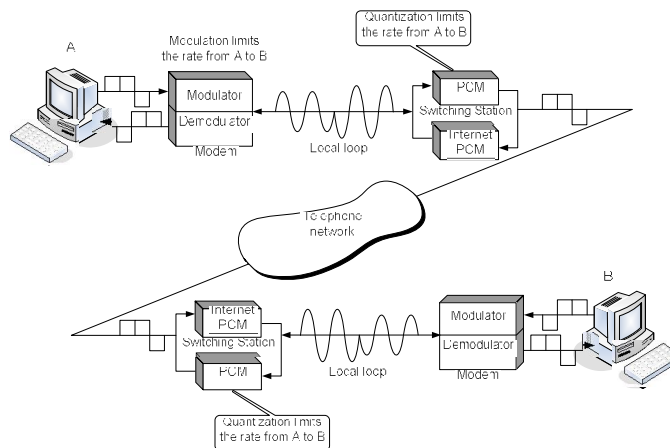 Quantization limits
the rate from A to B
A
Modulation limits
the rate from A to B
PCM
Modulator
Switching Station
Demodulator
Internet
PCM
Modem
Local loop
Telephone
network
B
Internet
PCM
Modulator
Switching Station
Demodulator
PCM
Local loop
Modem
Quantization limits
the rate from A to B